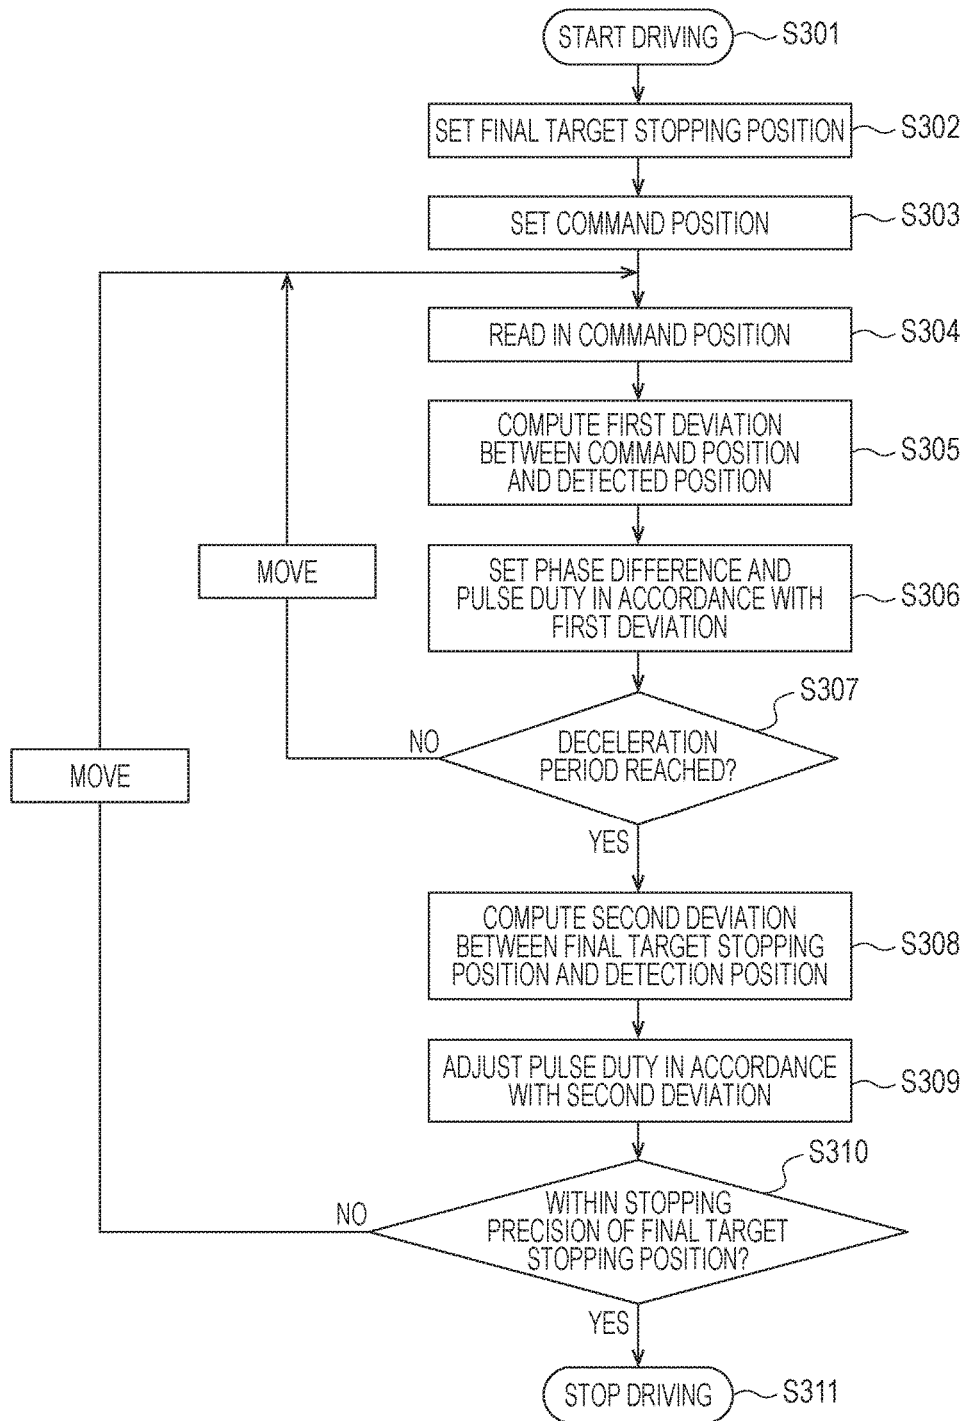 START DRIVING
S301
SET FINAL TARGET STOPPING POSITION
S302
SET COMMAND POSITION
S303
READ IN COMMAND POSITION
S304
COMPUTE FIRST DEVIATION
BETWEEN COMMAND POSITION
AND DETECTED POSITION
S305
MOVE
SET PHASE DIFFERENCE AND
PULSE DUTY IN ACCORDANCE WITH
FIRST DEVIATION
S306
S307
NO
DECELERATION
PERIOD REACHED?
MOVE
YES
COMPUTE SECOND DEVIATION
BETWEEN FINAL TARGET STOPPING
POSITION AND DETECTION POSITION
S308
ADJUST PULSE DUTY IN ACCORDANCE
WITH SECOND DEVIATION
S309
S310
NO
WITHIN STOPPING
PRECISION OF FINAL TARGET
STOPPING POSITION?
YES
STOP DRIVING
S311